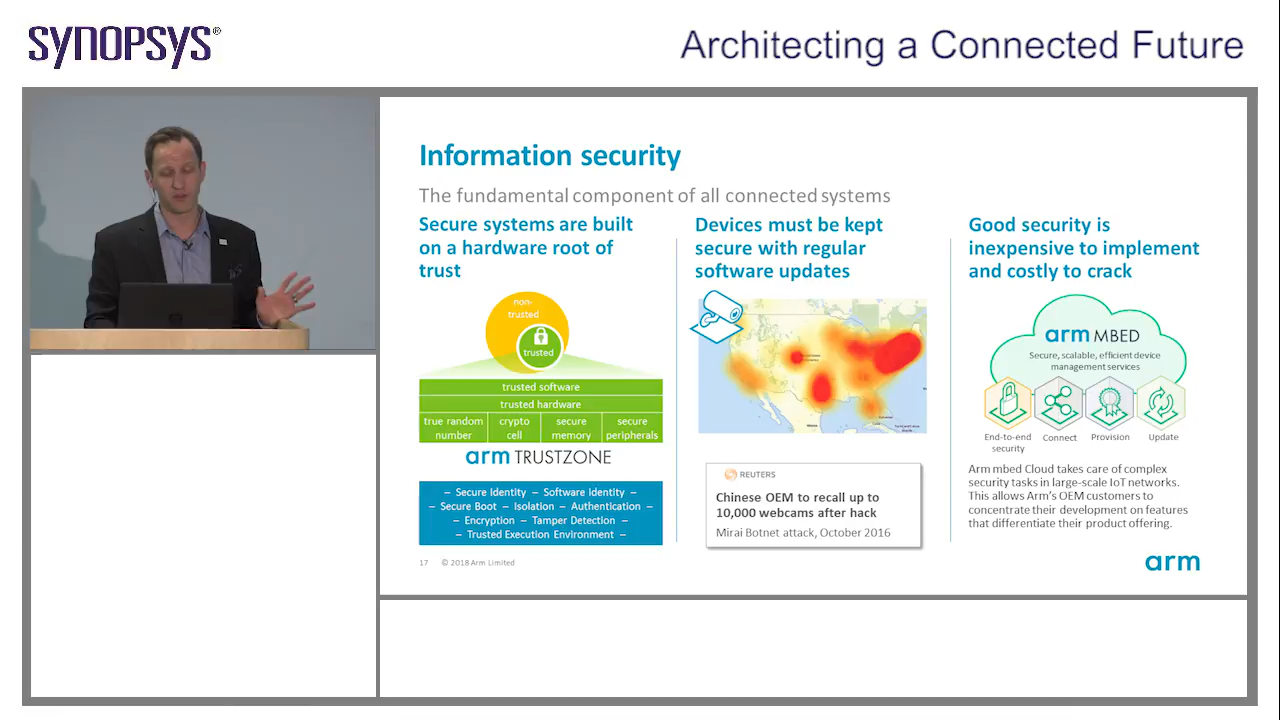 SYNOPSYS®
Architecting a Connected Future
Information security
The fundamental component of all connected systems
Secure systems are built
on a hardware root of
trust
non-
trusted
trusted
trusted software
trusted hardware
true random
number
crypto
cell
secure
memory
secure
peripherals
arm TRUSTZONE
– Secure Identity – Software Identity –
– Secure Boot – Isolation – Authentication –
– Encryption – Tamper Detection –
– Trusted Execution Environment –
Devices must be kept
secure with regular
software updates
REUTERS
Chinese OEM to recall up to
10,000 webcams after hack
Mirai Botnet attack, October 2016
Good security is
inexpensive to implement
and costly to crack
arm MBED
Secure, scalable, efficient device
management services
End-to-end
security
Connect
Provision
Update
Arm mbed Cloud takes care of complex
security tasks in large-scale IoT networks.
This allows Arm's OEM customers to
concentrate their development on features
that differentiate their product offering.
17 © 2018 Arm Limited
arm